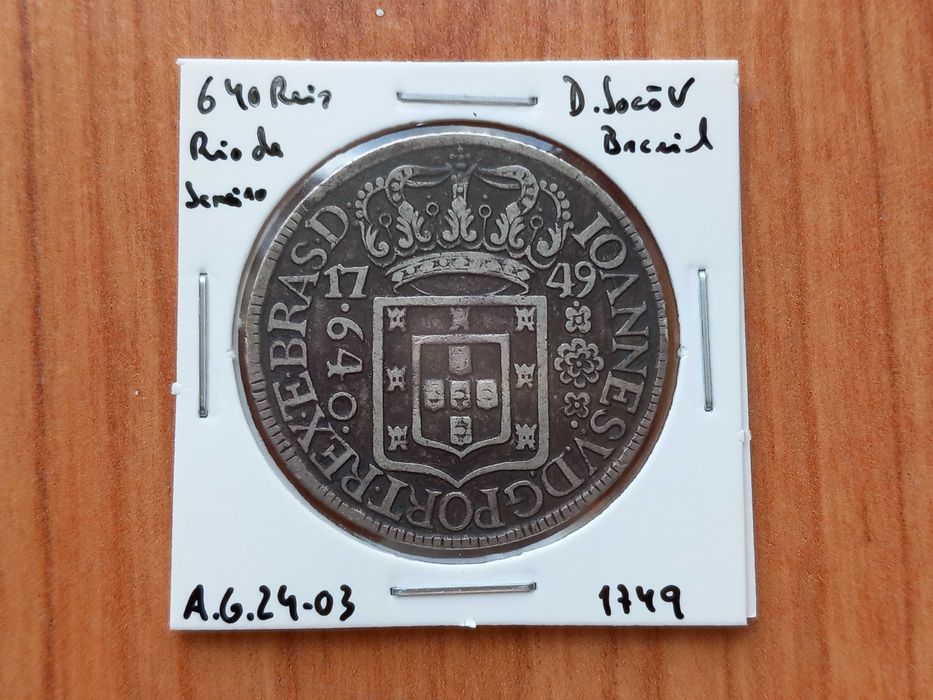 640 Reis
Rio de
Janeiro
D. João V
Brasil
IOANNES.V.D.G.PORT.REX.E.BRAS.D
17 49
.640.
A.G.24-03
1749